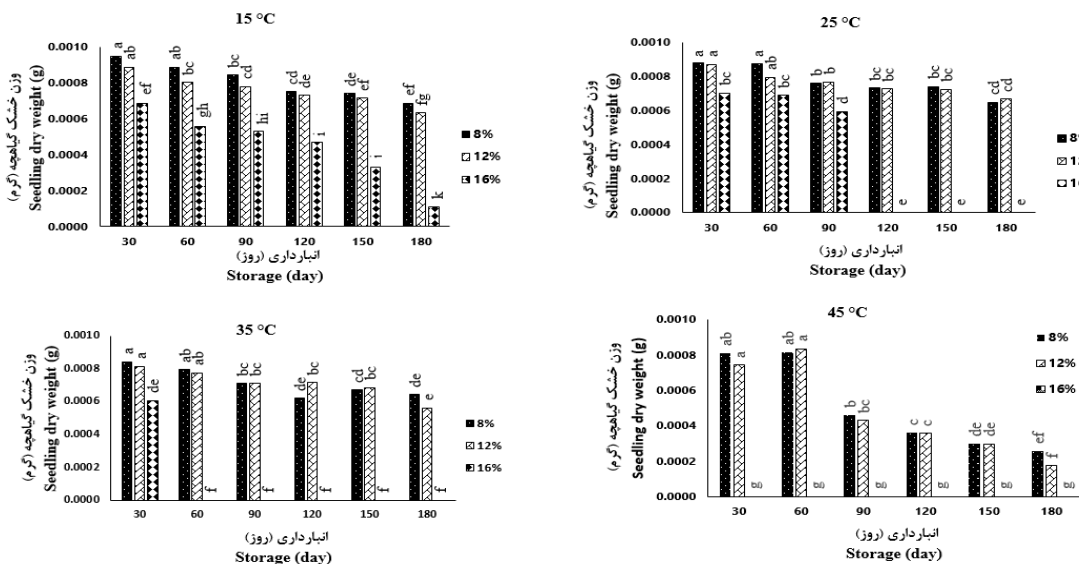 15 °C
وزن خشک گیاهچه (گرم)
Seedling dry weight (g)
0.0010
0.0008
0.0006
0.0004
0.0002
0.0000
a ab ef ab bc gh bc cd hi cd de i de ef i ef fg k
30 60 90 120 150 180
انبارداری (روز)
Storage (day)
8%
12%
16%
25 °C
وزن خشک گیاهچه (گرم)
Seedling dry weight (g)
0.0010
0.0008
0.0006
0.0004
0.0002
0.0000
a a bc a ab bc b b d bc bc e bc bc e cd cd e
30 60 90 120 150 180
انبارداری (روز)
Storage (day)
35 °C
وزن خشک گیاهچه (گرم)
Seedling dry weight (g)
0.0010
0.0008
0.0006
0.0004
0.0002
0.0000
a a de ab ab f bc bc f de bc f cd bc f de e f
30 60 90 120 150 180
انبارداری (روز)
Storage (day)
8%
12%
16%
45 °C
وزن خشک گیاهچه (گرم)
Seedling dry weight (g)
0.0010
0.0008
0.0006
0.0004
0.0002
0.0000
ab a g ab a g b bc g c c g de de g ef f g
30 60 90 120 150 180
انبارداری (روز)
Storage (day)
8%
12%
16%